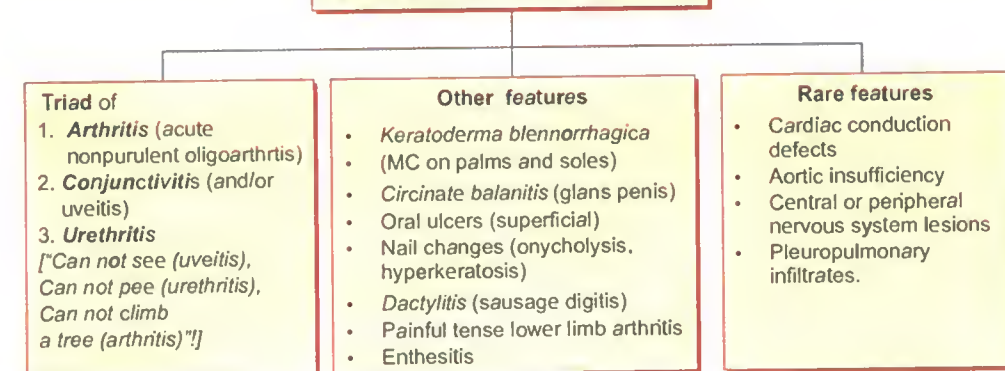 Triad of
1. Arthritis (acute
nonpurulent oligoarthrtis)
2. Conjunctivitis (and/or
uveitis)
3. Urethritis
["Can not see (uveitis),
Can not pee (urethritis),
Can not climb
a tree (arthritis)"!]
Other features
• Keratoderma blennorrhagica
• (MC on palms and soles)
• Circinate balanitis (glans penis)
• Oral ulcers (superficial)
• Nail changes (onycholysis,
hyperkeratosis)
• Dactylitis (sausage digitis)
• Painful tense lower limb arthritis
• Enthesitis
Rare features
• Cardiac conduction
defects
• Aortic insufficiency
• Central or peripheral
nervous system lesions
• Pleuropulmonary
infiltrates.